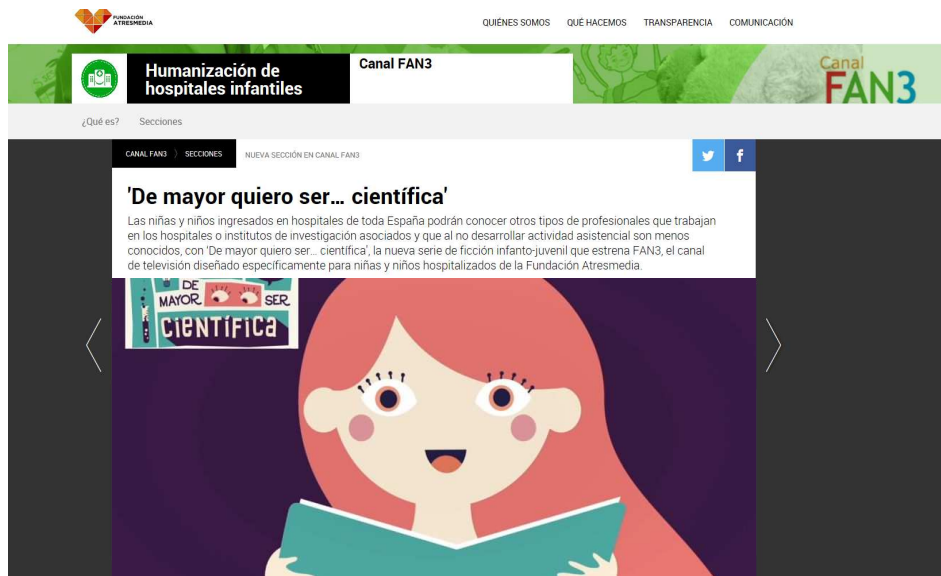 FUNDACIÓN
ATRESMEDIA
QUIÉNES SOMOS QUÉ HACEMOS TRANSPARENCIA COMUNICACIÓN
Humanización de
hospitales infantiles
Canal FAN3
Canal
FAN3
¿Qué es? Secciones
CANAL FAN3 SECCIONES NUEVA SECCIÓN EN CANAL FAN3
'De mayor quiero ser... científica'
Las niñas y niños ingresados en hospitales de toda España podrán conocer otros tipos de profesionales que trabajan
en los hospitales o institutos de investigación asociados y que al no desarrollar actividad asistencial son menos
conocidos, con 'De mayor quiero ser... científica', la nueva serie de ficción infanto-juvenil que estrena FAN3, el canal
de televisión diseñado específicamente para niñas y niños hospitalizados de la Fundación Atresmedia.
DE
MAYOR SER
CIENTÍFICA